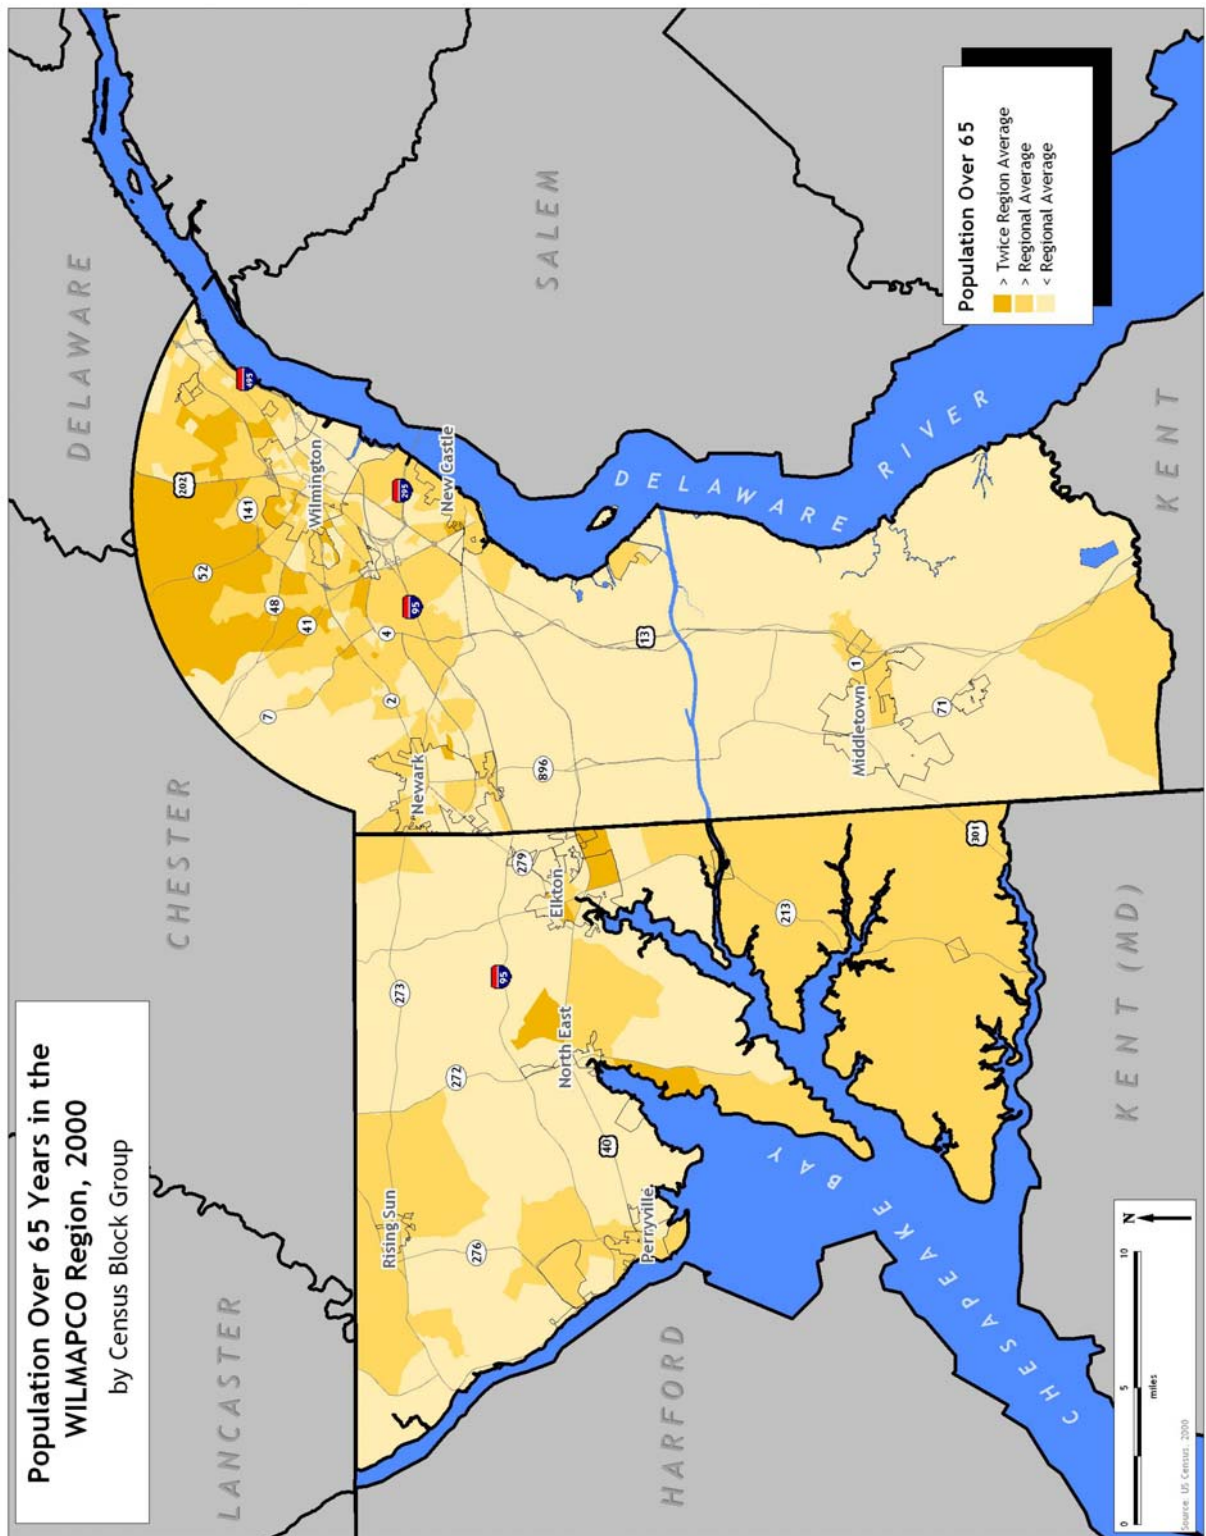 Population Over 65 Years in the
WILMAPCO Region, 2000
by Census Block Group
LANCASTER
CHESTER
DELAWARE
SALEM
KENT
KENT (MD)
HARFORD
DELAWARE RIVER
CHESAPEAKE BAY
Rising Sun
Perryville
North East
Elkton
Newark
Wilmington
New Castle
Middletown
276
272
273
95
40
279
213
301
896
7
2
4
41
48
52
141
202
495
295
95
13
1
71
Population Over 65
> Twice Region Average
> Regional Average
< Regional Average
N
0 5 10
miles
Source: US Census, 2000